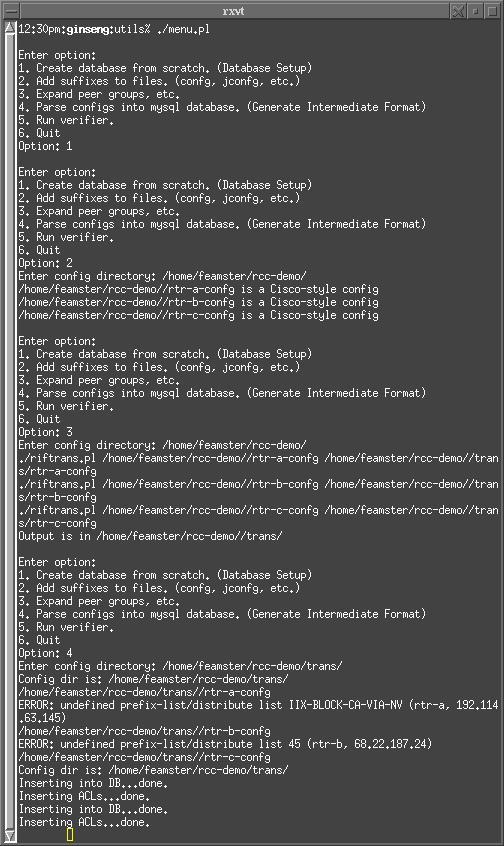 rxvt
12:30pm:ginseng:utils% ./menu.pl
Enter option:
1. Create database from scratch. (Database Setup)
2. Add suffixes to files. (config, jconfg, etc.)
3. Expand peer groups, etc.
4. Parse configs into mysql database. (Generate Intermediate Format)
5. Run verifier.
6. Quit
Option: 1
Enter option:
1. Create database from scratch. (Database Setup)
2. Add suffixes to files. (config, jconfg, etc.)
3. Expand peer groups, etc.
4. Parse configs into mysql database. (Generate Intermediate Format)
5. Run verifier.
6. Quit
Option: 2
Enter config directory: /home/feamster/rcc-demo/
/home/feamster/rcc-demo//rtr-a-confg is a Cisco-style config
/home/feamster/rcc-demo//rtr-b-confg is a Cisco-style config
/home/feamster/rcc-demo//rtr-c-confg is a Cisco-style config
Enter option:
1. Create database from scratch. (Database Setup)
2. Add suffixes to files. (config, jconfg, etc.)
3. Expand peer groups, etc.
4. Parse configs into mysql database. (Generate Intermediate Format)
5. Run verifier.
6. Quit
Option: 3
Enter config directory: /home/feamster/rcc-demo/
./riftrans.pl /home/feamster/rcc-demo//rtr-a-confg /home/feamster/rcc-demo//tran
s/rtr-a-confg
./riftrans.pl /home/feamster/rcc-demo//rtr-b-confg /home/feamster/rcc-demo//tran
s/rtr-b-confg
./riftrans.pl /home/feamster/rcc-demo//rtr-c-confg /home/feamster/rcc-demo//tran
s/rtr-c-confg
Output is in /home/feamster/rcc-demo//trans/
Enter option:
1. Create database from scratch. (Database Setup)
2. Add suffixes to files. (config, jconfg, etc.)
3. Expand peer groups, etc.
4. Parse configs into mysql database. (Generate Intermediate Format)
5. Run verifier.
6. Quit
Option: 4
Enter config directory: /home/feamster/rcc-demo/trans/
Config dir is: /home/feamster/rcc-demo/trans/
/home/feamster/rcc-demo/trans//rtr-a-confg
ERROR: undefined prefix-list/distribute list IIX-BLOCK-CA-VIA-NV (rtr-a, 192.114
.63.145)
/home/feamster/rcc-demo/trans//rtr-b-confg
ERROR: undefined prefix-list/distribute list 45 (rtr-b, 68.22.187.24)
/home/feamster/rcc-demo/trans//rtr-c-confg
Config dir is: /home/feamster/rcc-demo/trans/
Inserting into DB...done.
Inserting ACLs...done.
Inserting into DB...done.
Inserting ACLs...done.